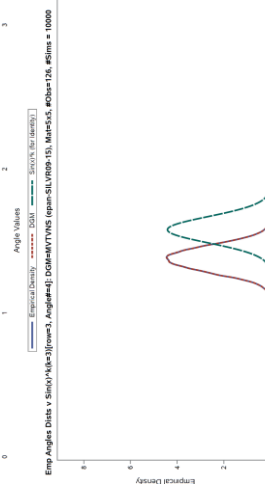 0 1 2 3
Angle Values
Empirical Density DGM Sin(x)^k (for Identity)
Emp Angles Dists v Sin(x)^k(k=3)[row=3, Angle#=4]: DGM=MVTVNS (epan-SILVR09-15), Mat=5x5, #Obs=126, #Sims = 10000
8
6
4
2
Empirical Density